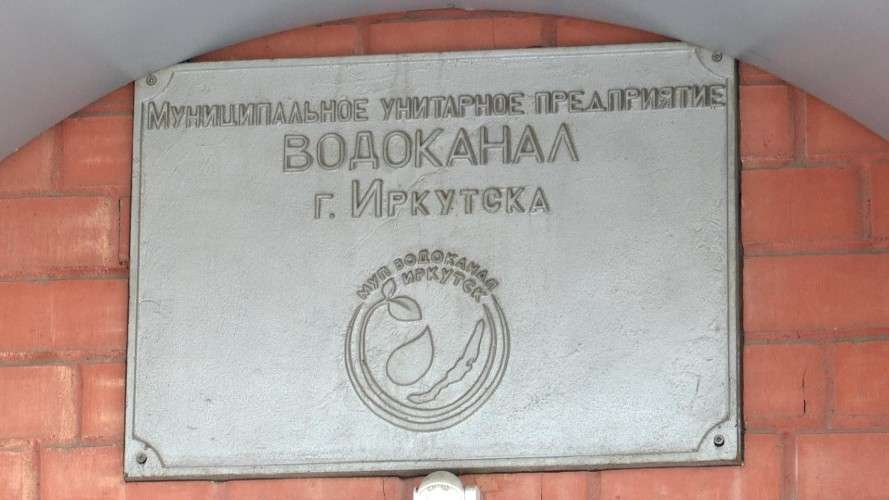 Муниципальное унитарное предприятие
ВОДОКАНАЛ
г. Иркутска
МУП ВОДОКАНАЛ
ИРКУТСК